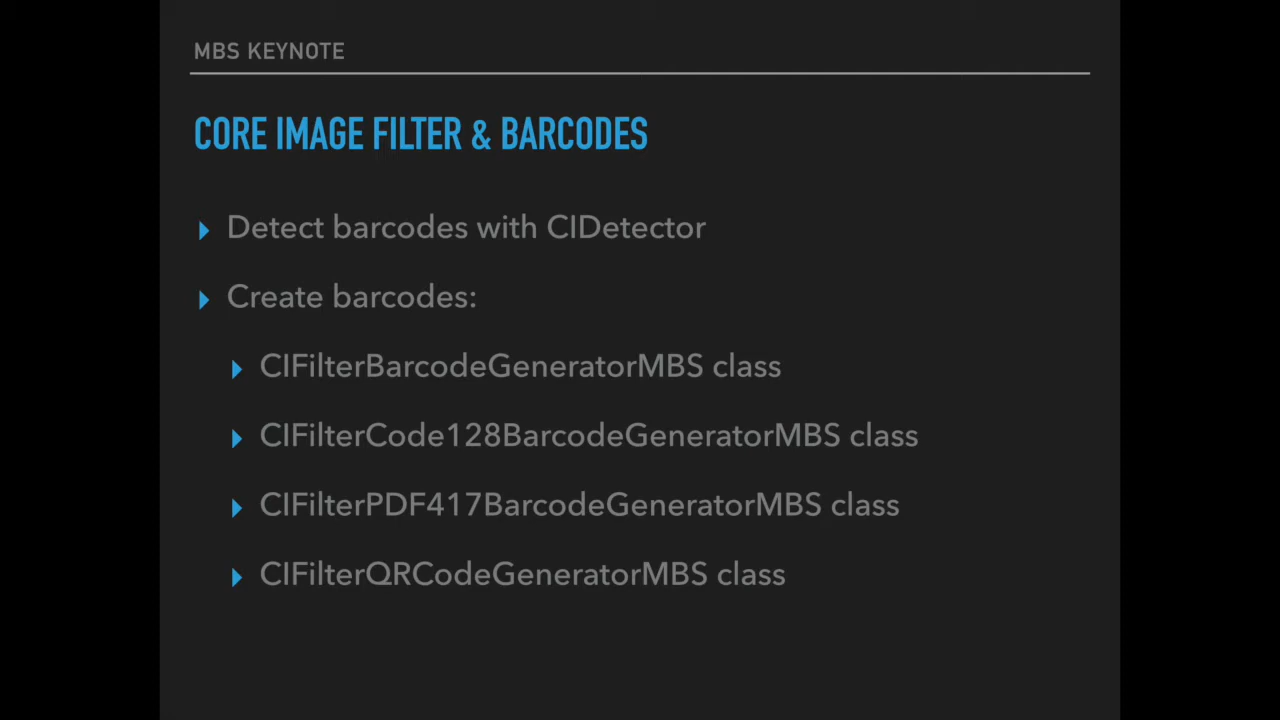 MBS KEYNOTE
CORE IMAGE FILTER & BARCODES
Detect barcodes with CIDetector
Create barcodes:
CIFilterBarcodeGeneratorMBS class
CIFilterCode128BarcodeGeneratorMBS class
CIFilterPDF417BarcodeGeneratorMBS class
CIFilterQRCodeGeneratorMBS class